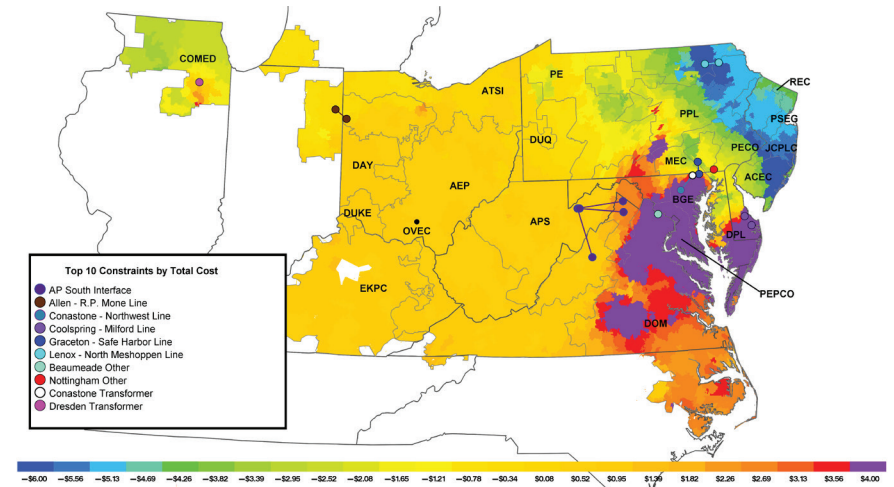 COMED
PE
ATSI
REC
PPL
PSEG
DUQ
PECO
JCPLC
MEC
DAY
ACEC
AEP
BGE
DUKE
APS
OVEC
DPL
EKPC
PEPCO
DOM
Top 10 Constraints by Total Cost
AP South Interface
Allen - R.P. Mone Line
Conastone - Northwest Line
Coolspring - Milford Line
Graceton - Safe Harbor Line
Lenox - North Meshoppen Line
Beaumeade Other
Nottingham Other
Conastone Transformer
Dresden Transformer
–$6.00 –$5.56 –$5.13 –$4.69 –$4.26 –$3.82 –$3.39 –$2.95 –$2.52 –$2.08 –$1.65 –$1.21 –$0.78 –$0.34 $0.08 $0.52 $0.95 $1.39 $1.82 $2.26 $2.69 $3.13 $3.56 $4.00